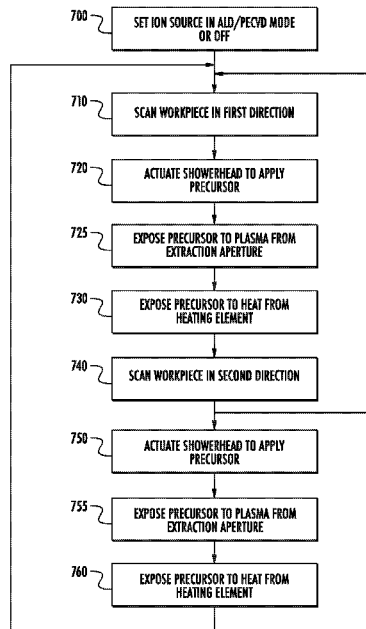 700
SET ION SOURCE IN ALD/PECVD MODE
OR OFF
710
SCAN WORKPIECE IN FIRST DIRECTION
720
ACTUATE SHOWERHEAD TO APPLY
PRECURSOR
725
EXPOSE PRECURSOR TO PLASMA FROM
EXTRACTION APERTURE
730
EXPOSE PRECURSOR TO HEAT FROM
HEATING ELEMENT
740
SCAN WORKPIECE IN SECOND DIRECTION
750
ACTUATE SHOWERHEAD TO APPLY
PRECURSOR
755
EXPOSE PRECURSOR TO PLASMA FROM
EXTRACTION APERTURE
760
EXPOSE PRECURSOR TO HEAT FROM
HEATING ELEMENT